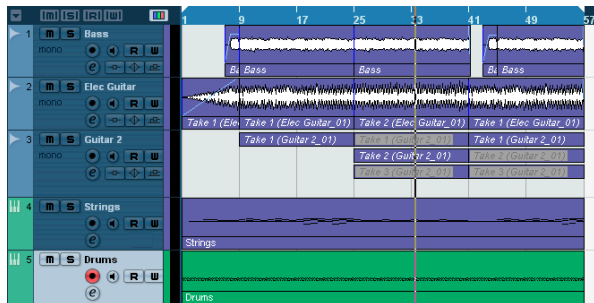 M S R W
1 9 17 25 33 41 49 57
1 m S Bass
mono R W
e
Ba Bass Bass B Bass
2 m S Elec Guitar
mono R W
e
Take 1 (Ele Take 1 (Elec Guitar_01) Take 2 (Elec Guitar_01) Take 1 (Elec Guitar_01)
3 m S Guitar 2
mono R W
e
Take 1 (Guitar 2_01) Take 1 (Guitar 2_01) Take 1 (Guitar 2_01)
Take 2 (Guitar 2_01) Take 2 (Guitar 2_01)
Take 3 (Guitar 2_01) Take 3 (Guitar 2_01)
4 m S Strings
R W
e
Strings
5 m S Drums
R W
e
Drums